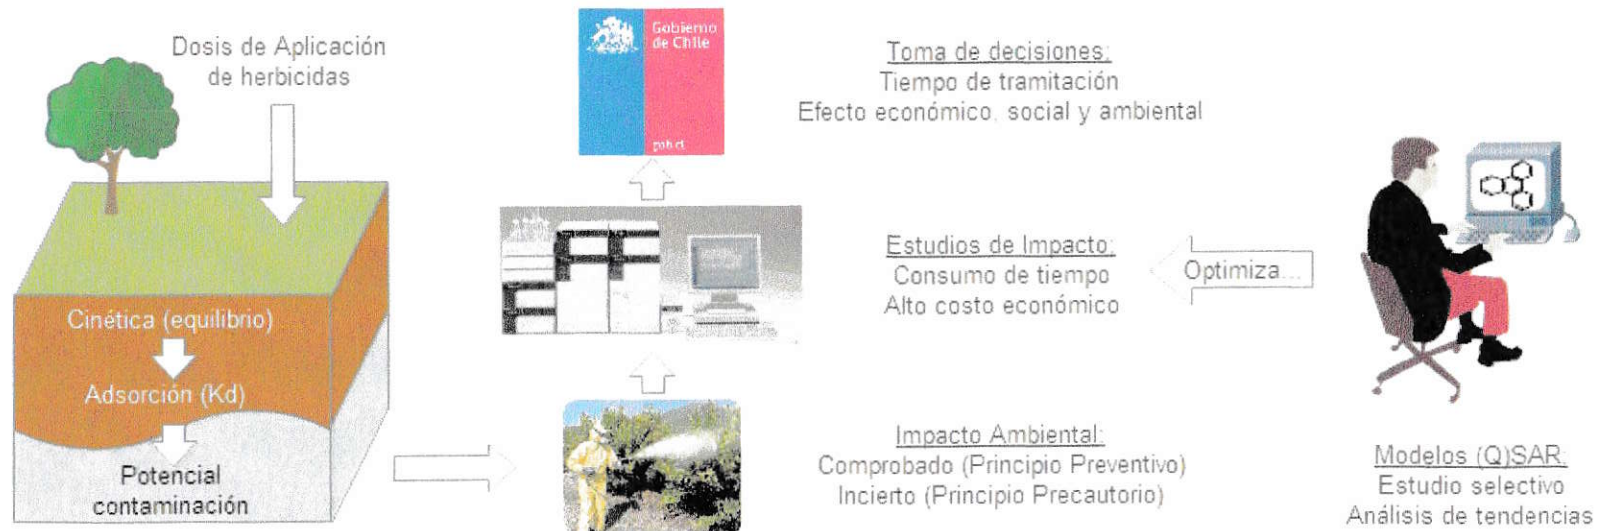 Dosis de Aplicación
de herbicidas
Cinética (equilibrio)
Adsorción (Kd)
Potencial
contaminación
Gobierno
de Chile
gob.cl
Toma de decisiones:
Tiempo de tramitación
Efecto económico, social y ambiental
Estudios de Impacto:
Consumo de tiempo
Alto costo económico
Optimiza...
Impacto Ambiental:
Comprobado (Principio Preventivo)
Incierto (Principio Precautorio)
Modelos (Q)SAR:
Estudio selectivo
Análisis de tendencias